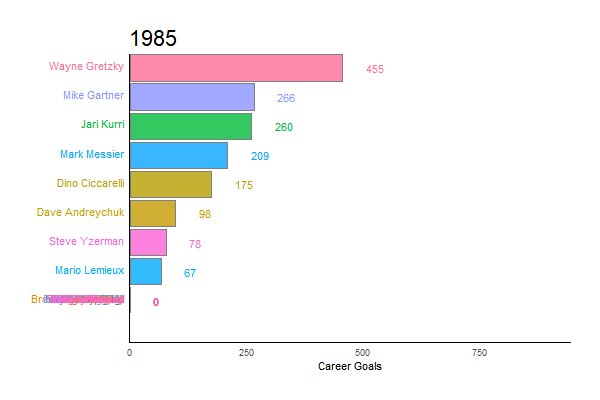 1985
Wayne Gretzky 455
Mike Gartner 266
Jari Kurri 260
Mark Messier 209
Dino Ciccarelli 175
Dave Andreychuk 98
Steve Yzerman 78
Mario Lemieux 67
0
0 250 500 750
Career Goals